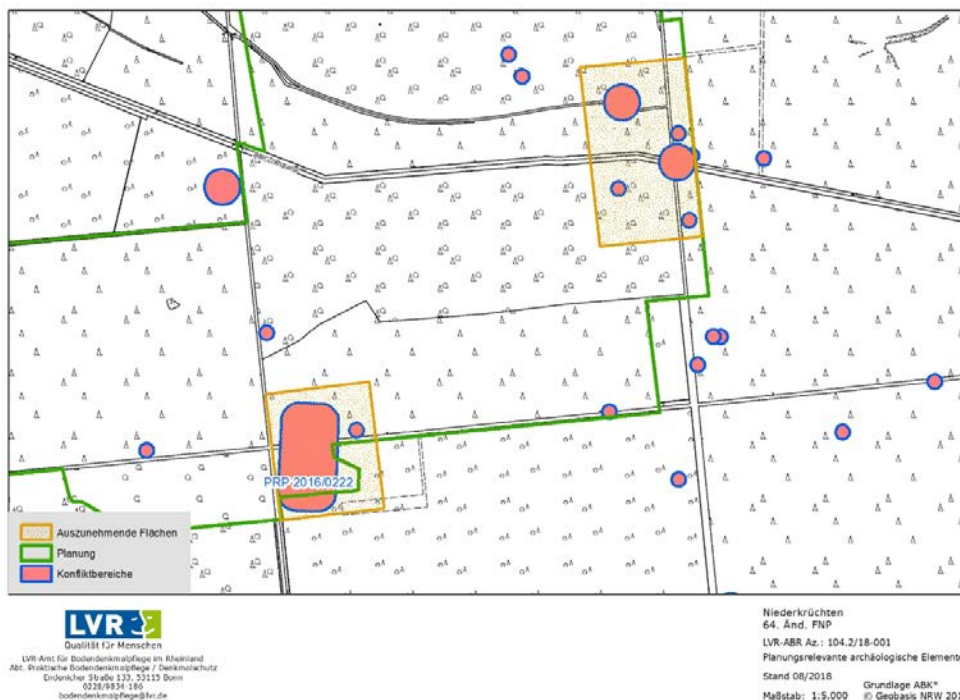 PRP 2016/0222
Auszunehmende Flächen
Planung
Konfliktbereiche
LVR
Qualität für Menschen
LVR-Amt für Bodendenkmalpflege im Rheinland
Abt. Praktische Bodendenkmalpflege / Denkmalschutz
Endenicher Straße 133, 53115 Bonn
0228/9834-186
bodendenkmalpflege@lvr.de
Niederkrüchten
64. Änd. FNP
LVR-ABR Az.: 104.2/18-001
Planungsrelevante archäologische Elemente
Stand 08/2018
Grundlage ABK*
Maßstab: 1:5.000
© Geobasis NRW 201